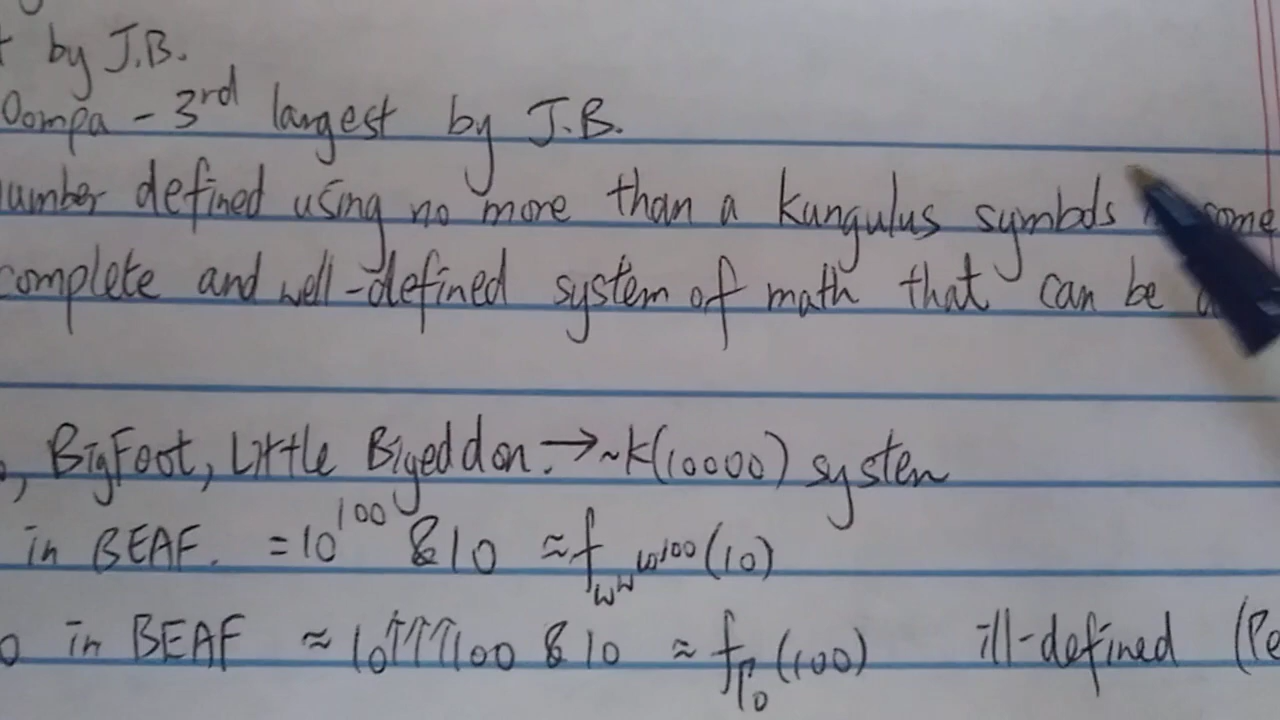 by J.B.
Oompa - 3rd largest by J.B.
number defined using no more than a kungulus symbols some
complete and well-defined system of math that can be
, BigFoot, Little Bigeddon. → ~K(10000) system
in BEAF. = 10^100 & 10 ≈ f_ω^ω^ω^100(10)
in BEAF ≈ 10↑↑↑100 & 10 ≈ f_Γ0(100) ill-defined